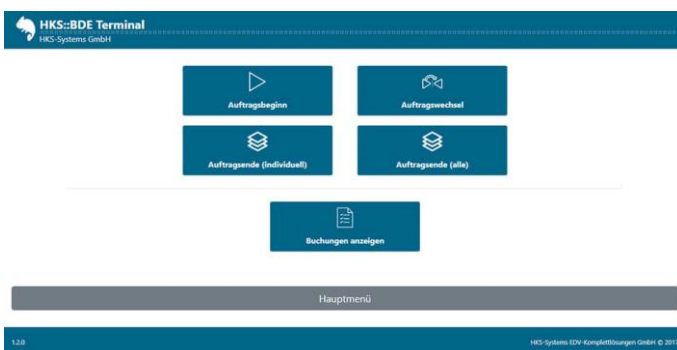 HKS::BDE Terminal
HKS-Systems GmbH
Auftragsbeginn
Auftragswechsel
Auftragsende (individuell)
Auftragsende (alle)
Buchungen anzeigen
Hauptmenü
1.2.0
HKS-Systems EDV-Komplettlösungen GmbH © 2017